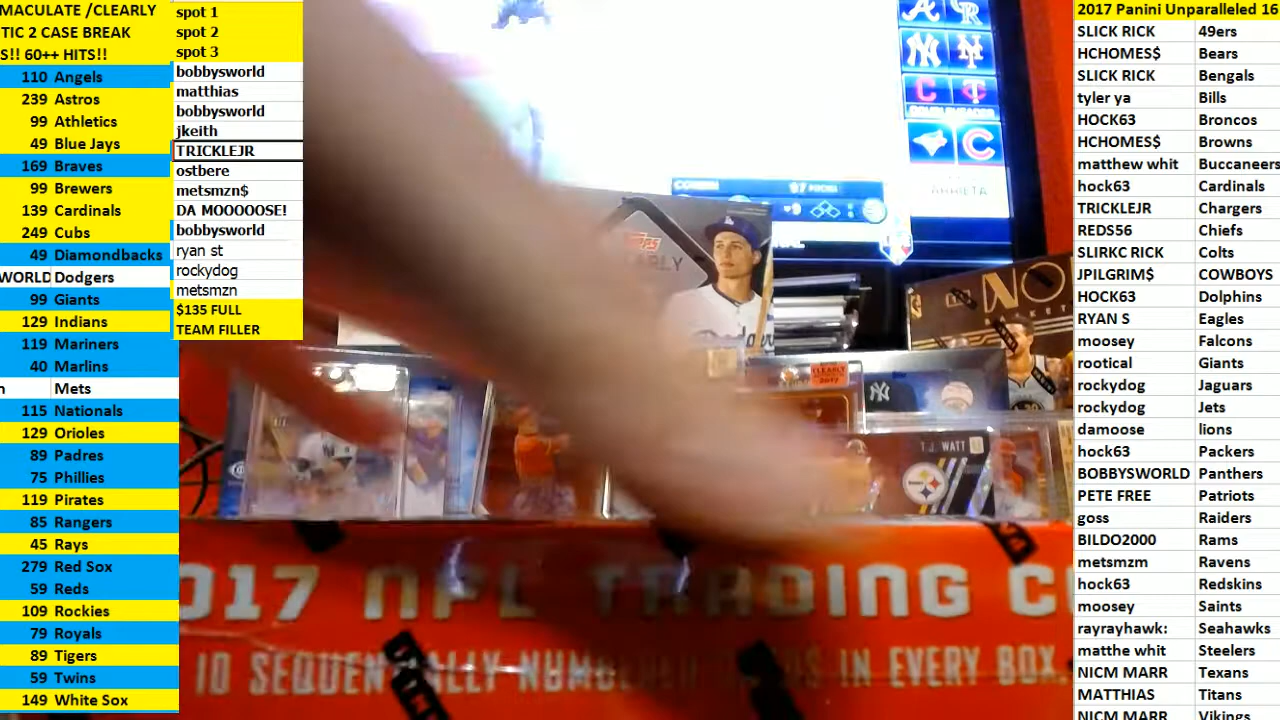 MACULATE /CLEARLY
TIC 2 CASE BREAK
S!! 60++ HITS!!
110 Angels
239 Astros
99 Athletics
49 Blue Jays
169 Braves
99 Brewers
139 Cardinals
249 Cubs
49 Diamondbacks
WORLD Dodgers
99 Giants
129 Indians
119 Mariners
40 Marlins
n Mets
115 Nationals
129 Orioles
89 Padres
75 Phillies
119 Pirates
85 Rangers
45 Rays
279 Red Sox
59 Reds
109 Rockies
79 Royals
89 Tigers
59 Twins
149 White Sox
spot 1
spot 2
spot 3
bobbysworld
matthias
bobbysworld
jkeith
TRICKLEJR
ostbere
metsmzn$
DA MOOOOOSE!
bobbysworld
ryan st
rockydog
metsmzn
$135 FULL
TEAM FILLER
ARRIETA
T.J. WATT
2017 NFL TRADING C
10 SEQUENTIALLY NUMBERED CARDS IN EVERY BOX.
2017 Panini Unparalleled 16
SLICK RICK 49ers
HCHOMES$ Bears
SLICK RICK Bengals
tyler ya Bills
HOCK63 Broncos
HCHOMES$ Browns
matthew whit Buccaneers
hock63 Cardinals
TRICKLEJR Chargers
REDS56 Chiefs
SLIRKC RICK Colts
JPILGRIM$ COWBOYS
HOCK63 Dolphins
RYAN S Eagles
moosey Falcons
rootical Giants
rockydog Jaguars
rockydog Jets
damoose lions
hock63 Packers
BOBBYSWORLD Panthers
PETE FREE Patriots
goss Raiders
BILDO2000 Rams
metsmzm Ravens
hock63 Redskins
moosey Saints
rayrayhawk: Seahawks
matthe whit Steelers
NICM MARR Texans
MATTHIAS Titans
NICM MARR Vikings